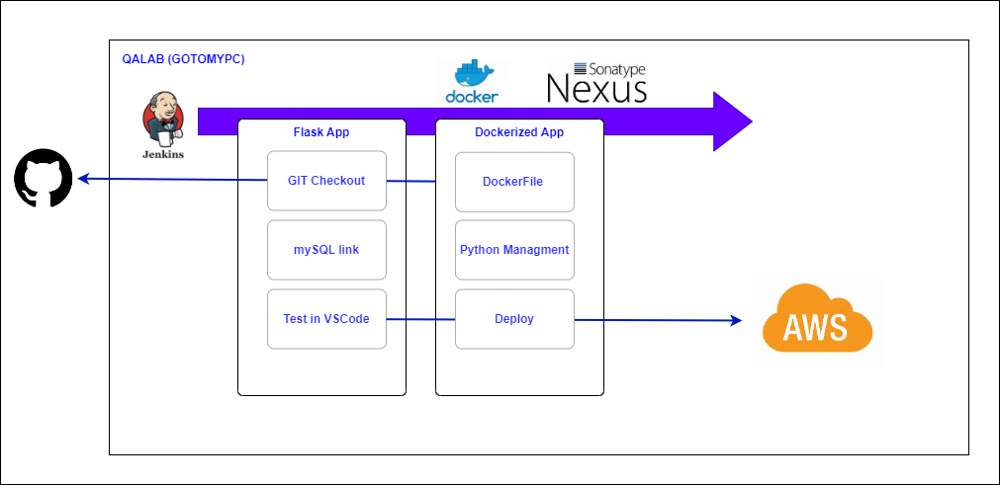 QALAB (GOTOMYPC)
docker
Sonatype
Nexus
Jenkins
Flask App
Dockerized App
GIT Checkout
DockerFile
mySQL link
Python Managment
Test in VSCode
Deploy
AWS